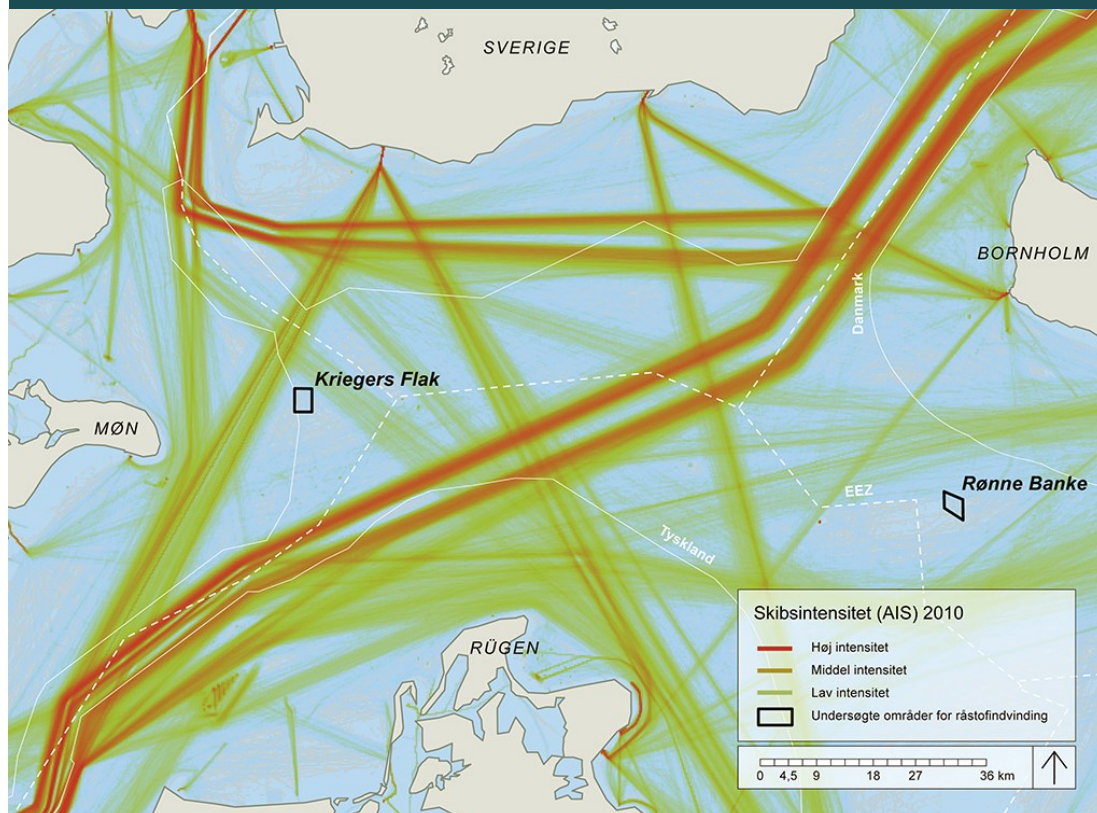 SVERIGE
BORNHOLM
Danmark
Kriegers Flak
MØN
Rønne Banke
EEZ
Tyskland
RÜGEN
Skibsintensitet (AIS) 2010
Høj intensitet
Middel intensitet
Lav intensitet
Undersøgte områder for råstofindvinding
0 4,5 9 18 27 36 km